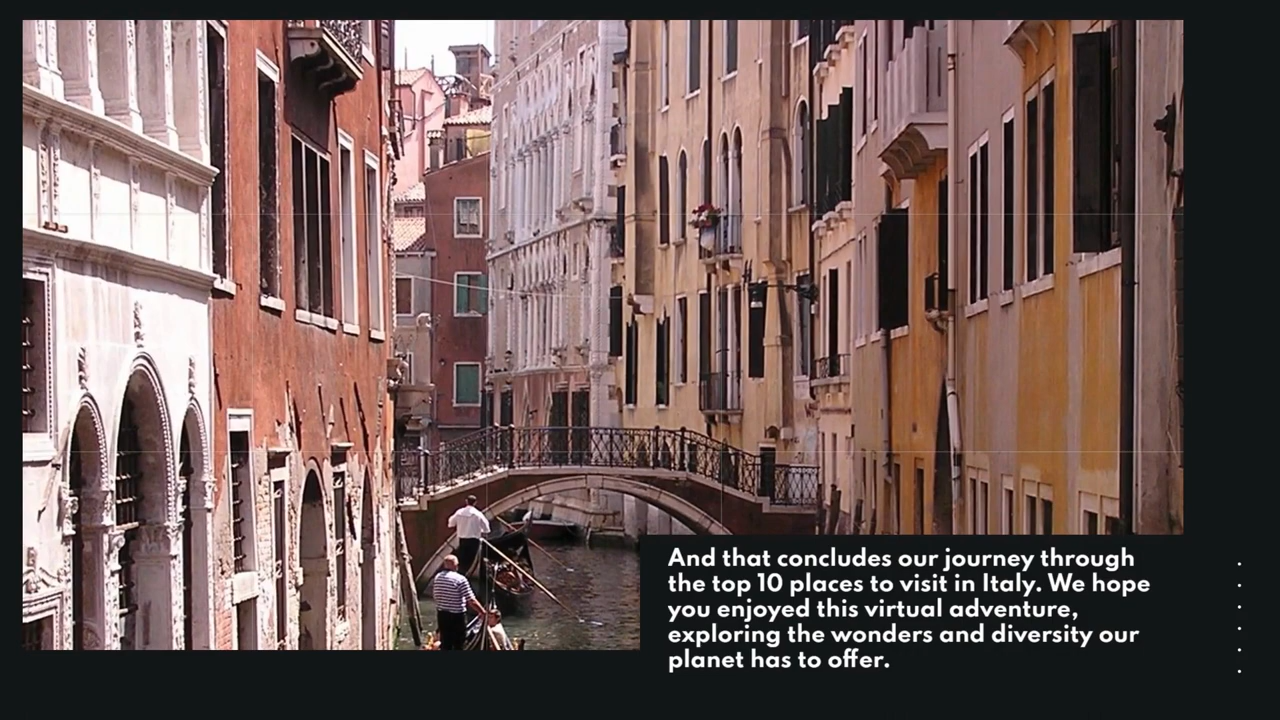 And that concludes our journey through
the top 10 places to visit in Italy. We hope
you enjoyed this virtual adventure,
exploring the wonders and diversity our
planet has to offer.